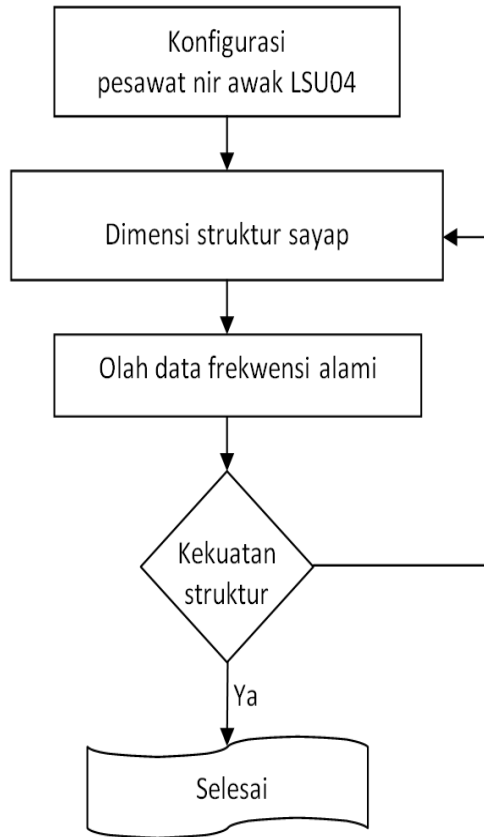 Konfigurasi
pesawat nir awak LSU04
Dimensi struktur sayap
Olah data frekwensi alami
Kekuatan
struktur
Ya
Selesai